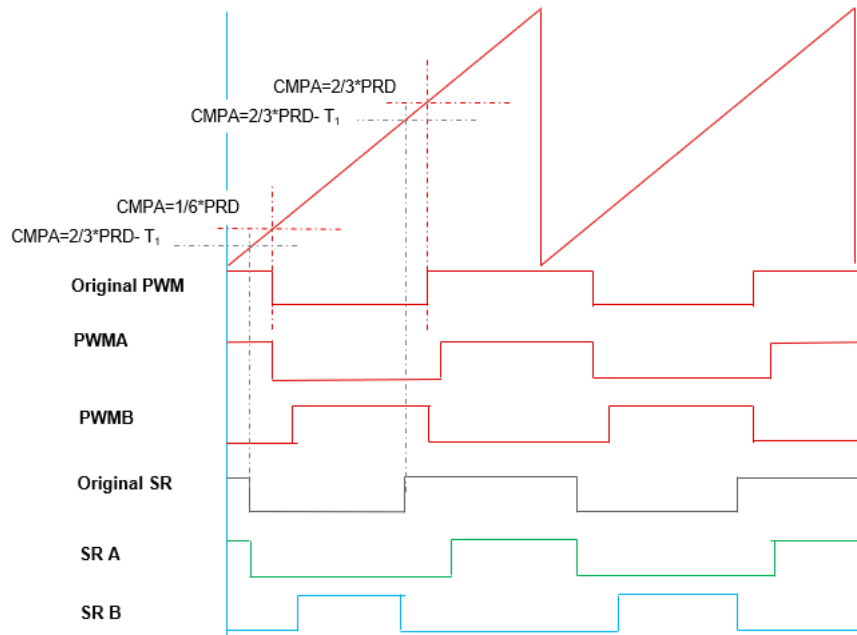 CMPA=2/3*PRD
CMPA=2/3*PRD- T₁
CMPA=1/6*PRD
CMPA=2/3*PRD- T₁
Original PWM
PWMA
PWMB
Original SR
SR A
SR B